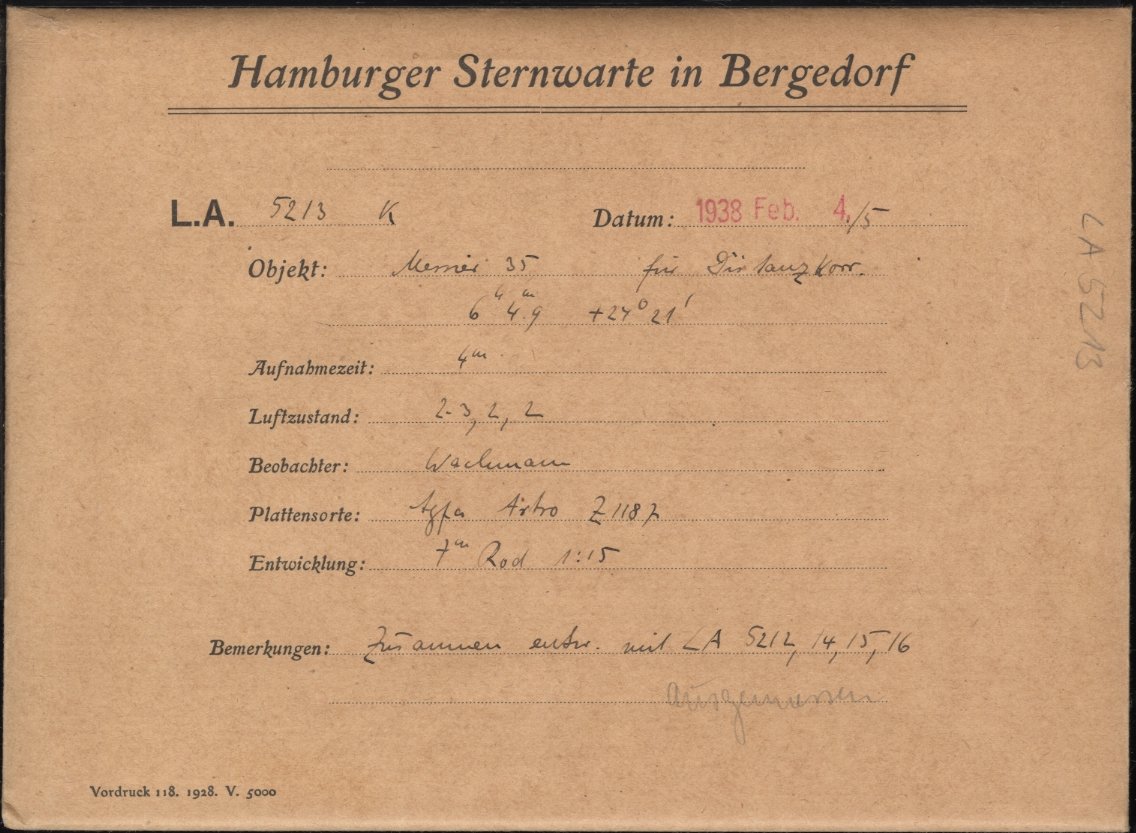 Hamburger Sternwarte in Bergedorf
L.A. 5213 K Datum: 1938 Feb. 4./5
Objekt: Messier 35 für Distanzkorr.
6ʰ 4ᵐ.9 +24° 21'
Aufnahmezeit: 4ᵐ
Luftzustand: 2-3, 2, 2
Beobachter: Wachmann
Plattensorte: Agfa Astro Z 1187
Entwicklung: 7ᵐ Rod 1:15
Bemerkungen: Zusammen entw. mit LA 5212, 14, 15, 16
Ausgemessen
Vordruck 118. 1928. V. 5000
LA 5213